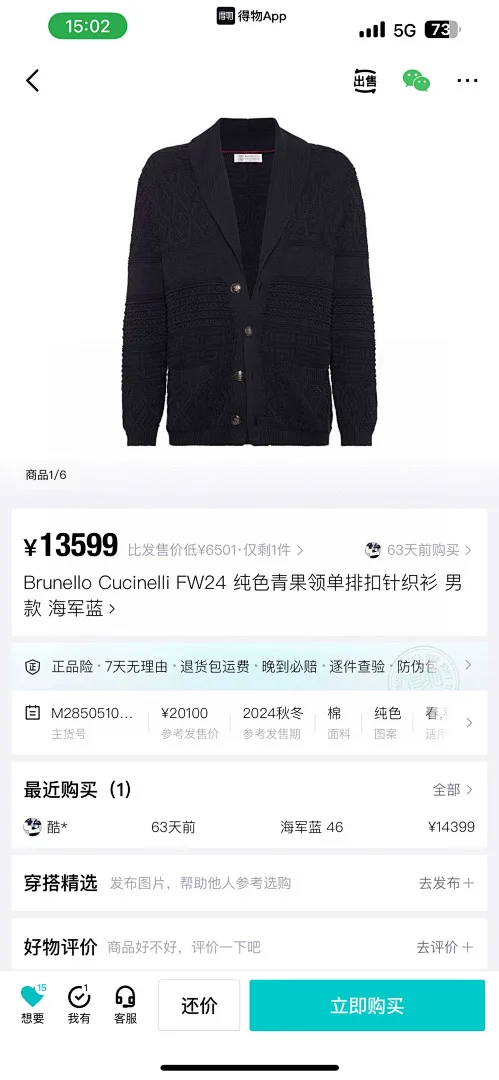 15:02
得物App
5G
73
出售
商品1/6
¥13599 比发售价低¥6501·仅剩1件 63天前购买
Brunello Cucinelli FW24 纯色青果领单排扣针织衫 男
款 海军蓝
正品险·7天无理由·退货包运费·晚到必赔·逐件查验·防伪包
M2850510... ¥20100 2024秋冬 棉 纯色 春,
主货号 参考发售价 参考发售期 面料 图案 适用
最近购买（1） 全部
酷* 63天前 海军蓝 46 ¥14399
穿搭精选 发布图片，帮助他人参考选购 去发布+
好物评价 商品好不好，评价一下吧 去评价+
15 1
想要 我有 客服 还价 立即购买